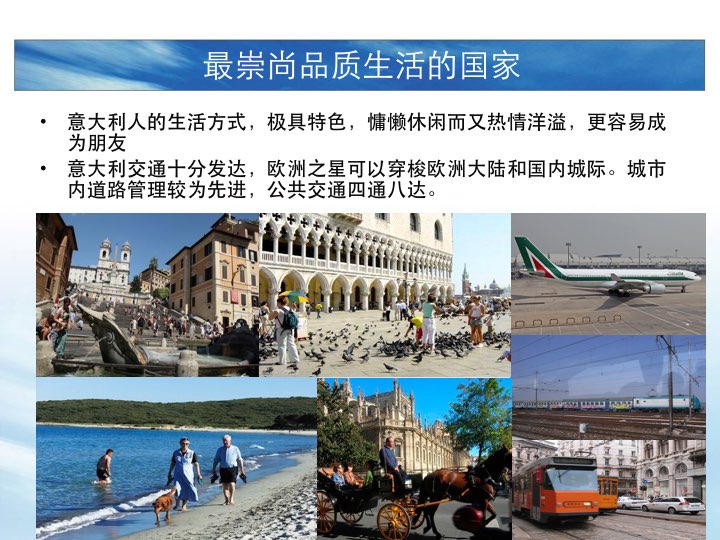 最崇尚品质生活的国家
• 意大利人的生活方式，极具特色，慵懒休闲而又热情洋溢，更容易成
为朋友
• 意大利交通十分发达，欧洲之星可以穿梭欧洲大陆和国内城际。城市
内道路管理较为先进，公共交通四通八达。